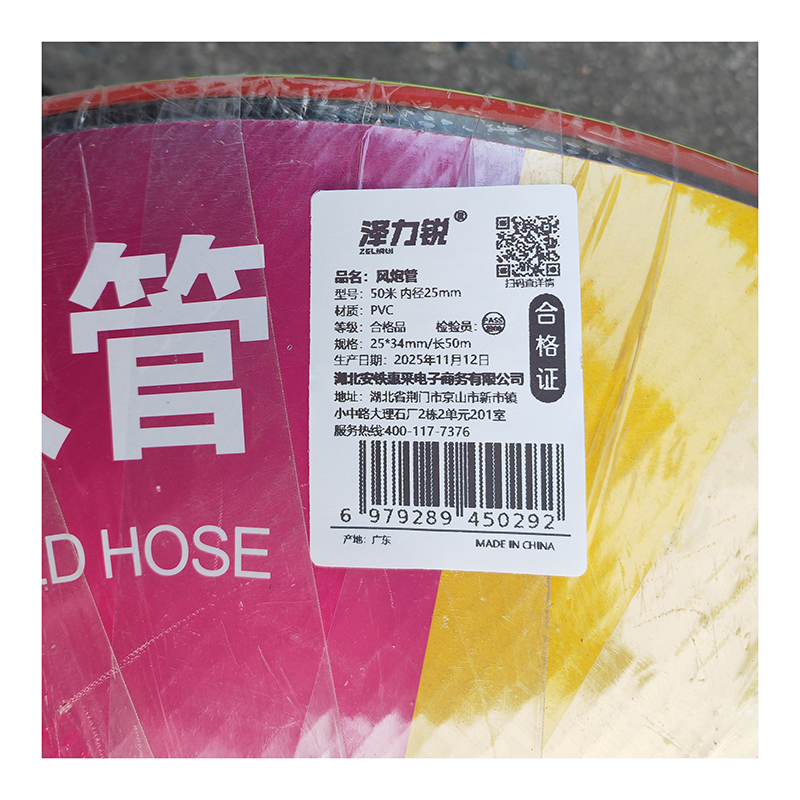 泽力锐®
ZELIRUI
扫码查详情
品名：风炮管
型号：50米 内径25mm
材质：PVC
等级：合格品 检验员：PASS
规格：25*34mm/长50m
生产日期：2025年11月12日
合格证
湖北安铁惠采电子商务有限公司
地址：湖北省荆门市京山市新市镇
小中路大理石厂2栋2单元201室
服务热线:400-117-7376
6 979289 450292
产地：广东 MADE IN CHINA
管
LD HOSE